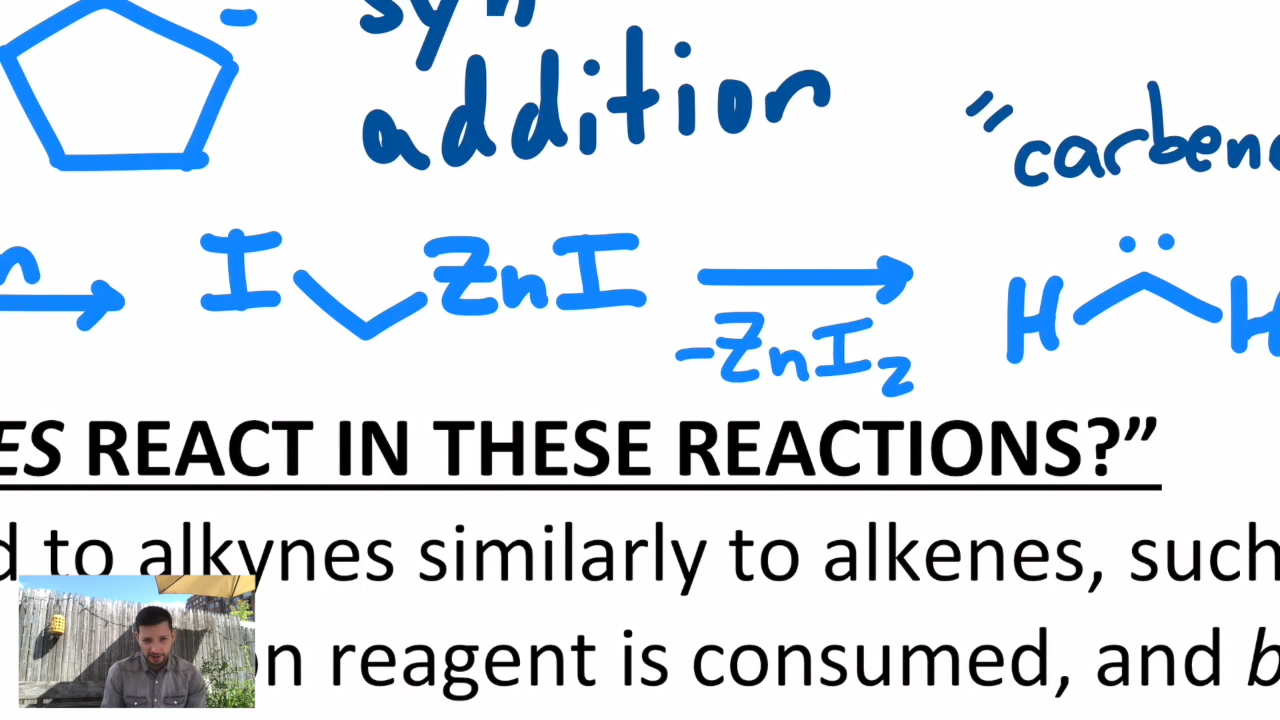 syn
addition
"carbene
n → I ZnI → H H
-ZnI₂
ES REACT IN THESE REACTIONS?”
d to alkynes similarly to alkenes, such
on reagent is consumed, and b